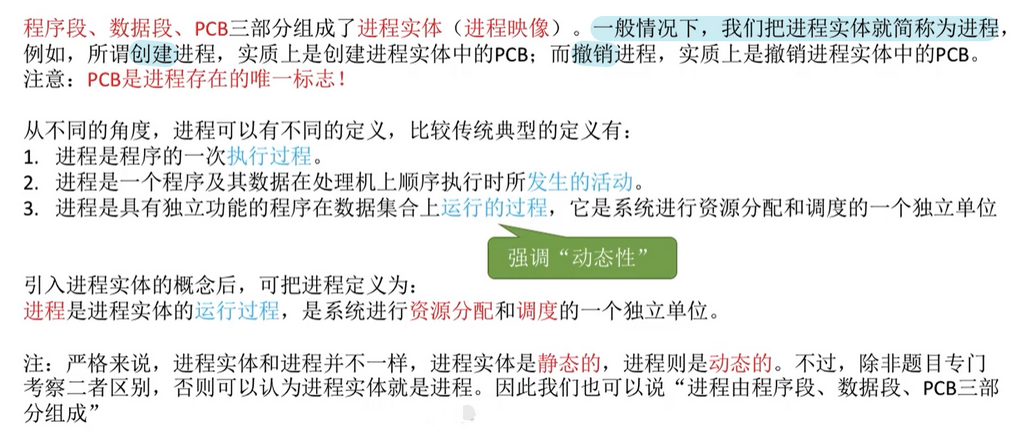 程序段、数据段、PCB三部分组成了进程实体（进程映像）。一般情况下，我们把进程实体就简称为进程，
例如，所谓创建进程，实质上是创建进程实体中的PCB；而撤销进程，实质上是撤销进程实体中的PCB。
注意：PCB是进程存在的唯一标志！
从不同的角度，进程可以有不同的定义，比较传统典型的定义有：
1. 进程是程序的一次执行过程。
2. 进程是一个程序及其数据在处理机上顺序执行时所发生的活动。
3. 进程是具有独立功能的程序在数据集合上运行的过程，它是系统进行资源分配和调度的一个独立单位
强调“动态性”
引入进程实体的概念后，可把进程定义为：
进程是进程实体的运行过程，是系统进行资源分配和调度的一个独立单位。
注：严格来说，进程实体和进程并不一样，进程实体是静态的，进程则是动态的。不过，除非题目专门
考察二者区别，否则可以认为进程实体就是进程。因此我们也可以说“进程由程序段、数据段、PCB三部
分组成”